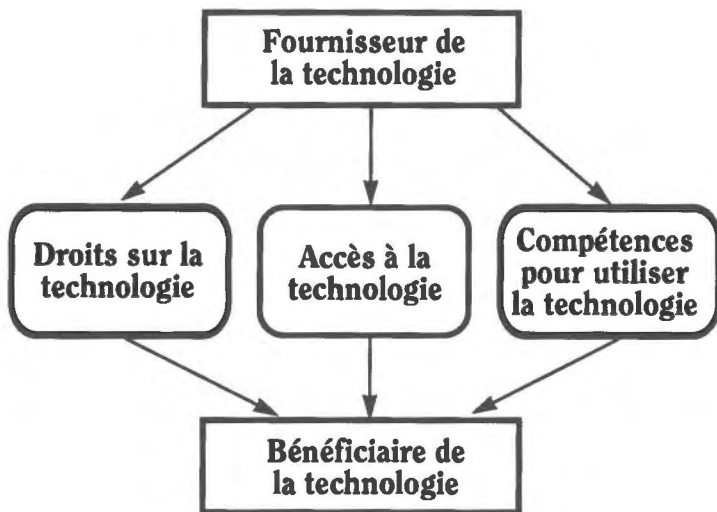 Fournisseur de
la technologie
Droits sur la
technologie
Accès à la
technologie
Compétences
pour utiliser
la technologie
Bénéficiaire de
la technologie